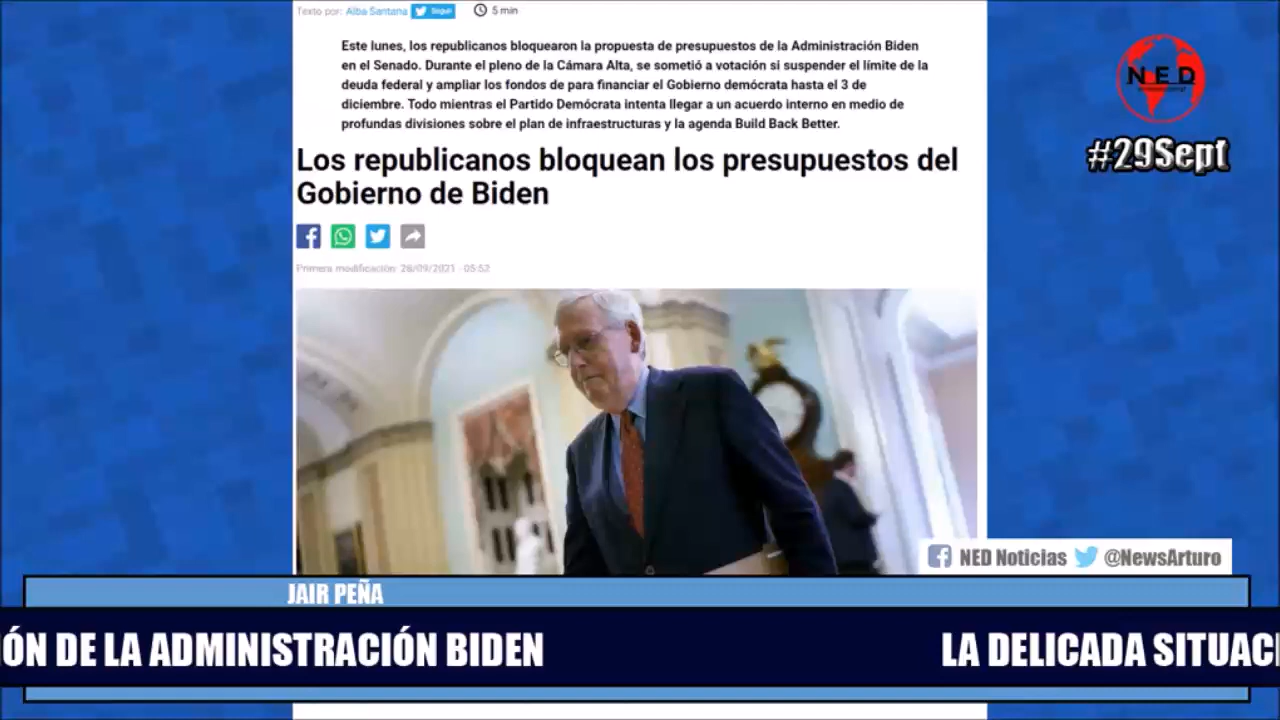 Texto por: Alba Santana Seguir 5 min
Este lunes, los republicanos bloquearon la propuesta de presupuestos de la Administración Biden
en el Senado. Durante el pleno de la Cámara Alta, se sometió a votación si suspender el límite de la
deuda federal y ampliar los fondos de para financiar el Gobierno demócrata hasta el 3 de
diciembre. Todo mientras el Partido Demócrata intenta llegar a un acuerdo interno en medio de
profundas divisiones sobre el plan de infraestructuras y la agenda Build Back Better.
Los republicanos bloquean los presupuestos del
Gobierno de Biden
Primera modificación: 28/09/2021 - 05:52
NED
#29Sept
NED Noticias @NewsArturo
JAIR PEÑA
IÓN DE LA ADMINISTRACIÓN BIDEN LA DELICADA SITUACI